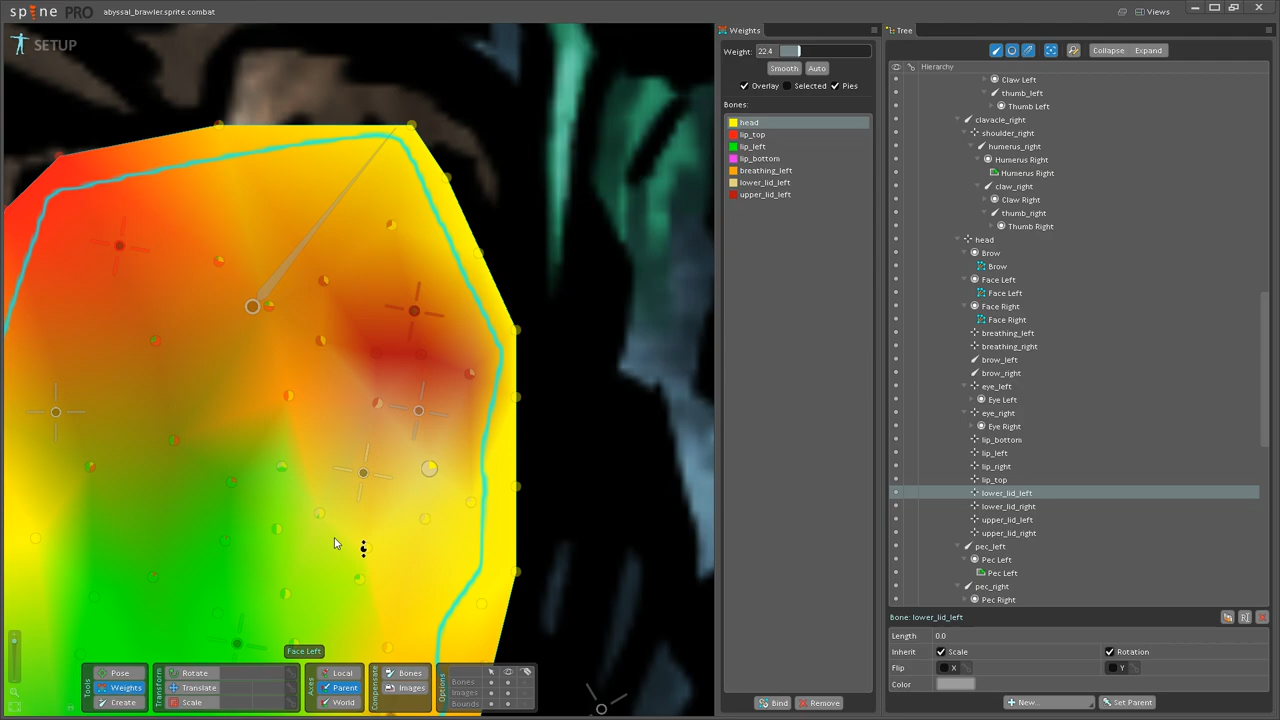 spine PRO abyssal_brawler.sprite.combat
Views
SETUP
Weights
Weight: 22.4
Smooth Auto
Overlay Selected Pies
Bones:
head
lip_top
lip_left
lip_bottom
breathing_left
lower_lid_left
upper_lid_left
Bind Remove
Tree
Collapse Expand
Hierarchy
Claw Left
thumb_left
Thumb Left
clavacle_right
shoulder_right
humerus_right
Humerus Right
Humerus Right
claw_right
Claw Right
thumb_right
Thumb Right
head
Brow
Brow
Face Left
Face Left
Face Right
Face Right
breathing_left
breathing_right
brow_left
brow_right
eye_left
Eye Left
eye_right
Eye Right
lip_bottom
lip_left
lip_right
lip_top
lower_lid_left
lower_lid_right
upper_lid_left
upper_lid_right
pec_left
Pec Left
Pec Left
pec_right
Pec Right
Bone: lower_lid_left
Length 0.0
Inherit Scale Rotation
Flip X Y
Color
New... Set Parent
Face Left
Tools
Pose
Weights
Create
Transform
Rotate
Translate
Scale
Axes
Local
Parent
World
Compensate
Bones
Images
Options
Bones
Images
Bounds